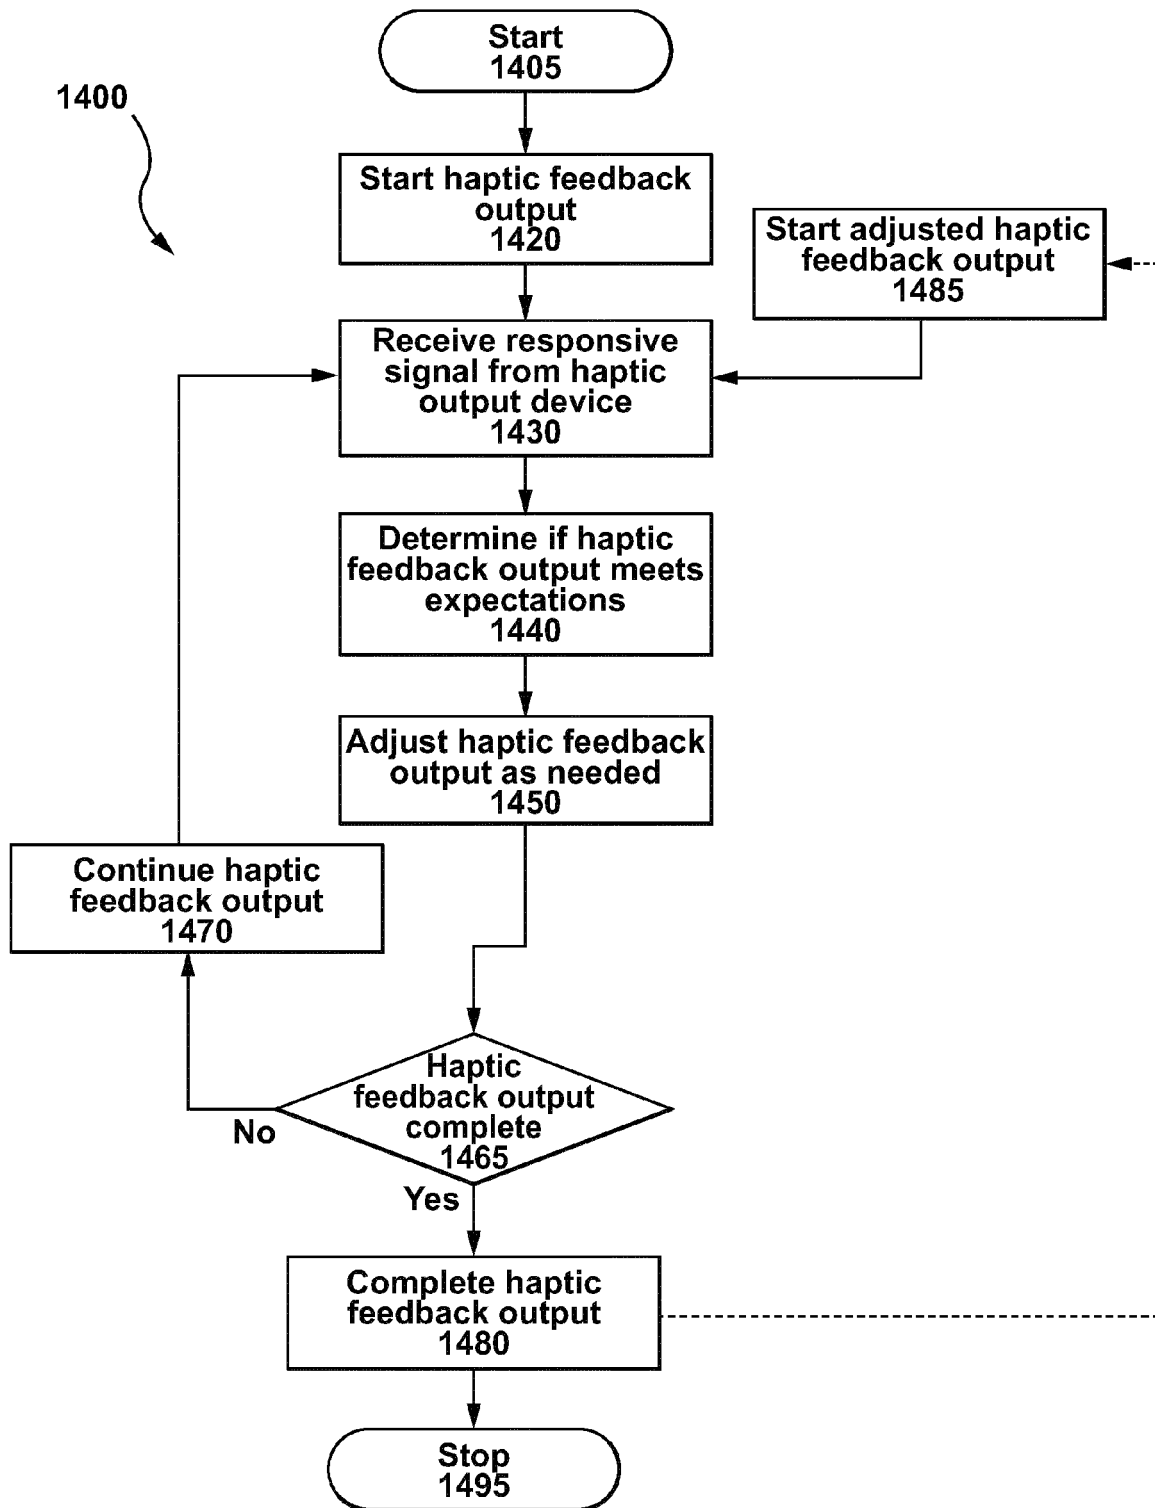 Start
1405
1400
Start haptic feedback
output
1420
Start adjusted haptic
feedback output
1485
Receive responsive
signal from haptic
output device
1430
Determine if haptic
feedback output meets
expectations
1440
Adjust haptic feedback
output as needed
1450
Continue haptic
feedback output
1470
Haptic
feedback output
complete
1465
No
Yes
Complete haptic
feedback output
1480
Stop
1495